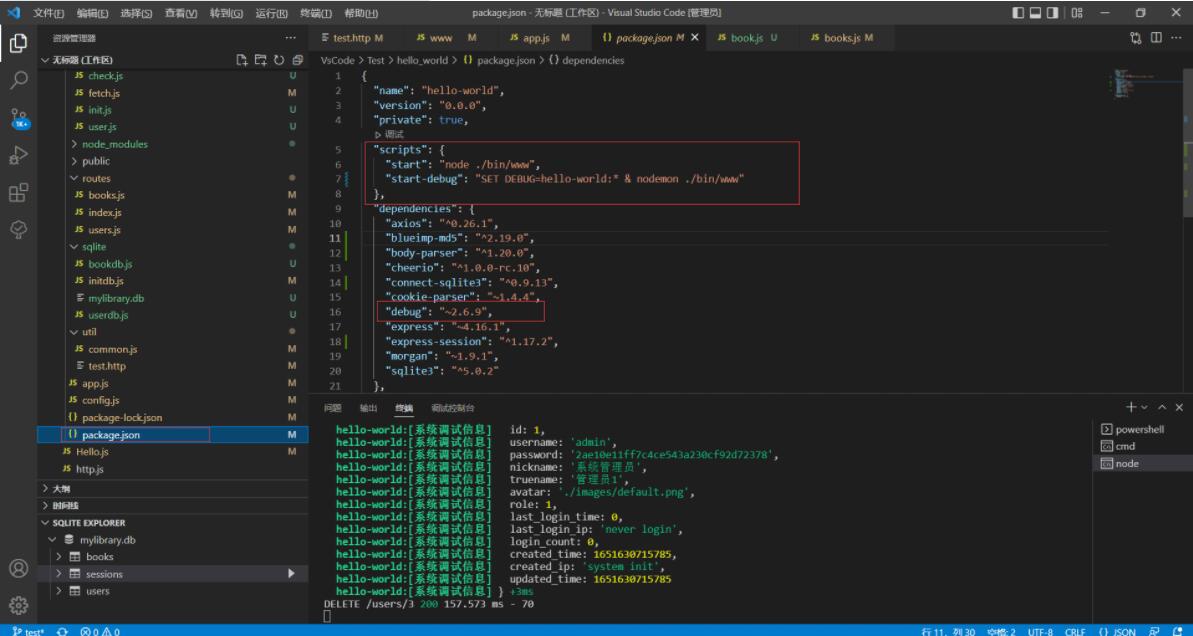 文件(F) 编辑(E) 选择(S) 查看(V) 转到(G) 运行(R) 终端(T) 帮助(H) package.json - 无标题 (工作区) - Visual Studio Code [管理员]
资源管理器 ···
test.http M JS www M JS app.js M {} package.json M × JS book.js U JS books.js M
无标题 (工作区)
VsCode > Test > hello_world > {} package.json > {} dependencies
JS check.js U
JS fetch.js M
JS init.js U
JS user.js U
node_modules
public
routes
JS books.js M
JS index.js M
JS users.js M
sqlite
JS bookdb.js U
JS initdb.js M
mylibrary.db U
JS userdb.js U
util
JS common.js M
test.http M
JS app.js M
JS config.js M
{} package-lock.json M
{} package.json M
JS Hello.js M
JS http.js
大纲
时间线
SQLITE EXPLORER
mylibrary.db
books
sessions
users
1K+
1 {
2 "name": "hello-world",
3 "version": "0.0.0",
4 "private": true,
调试
5 "scripts": {
6 "start": "node ./bin/www",
7 "start-debug": "SET DEBUG=hello-world:* & nodemon ./bin/www"
8 },
9 "dependencies": {
10 "axios": "^0.26.1",
11 "blueimp-md5": "^2.19.0",
12 "body-parser": "^1.20.0",
13 "cheerio": "^1.0.0-rc.10",
14 "connect-sqlite3": "^0.9.13",
15 "cookie-parser": "~1.4.4",
16 "debug": "~2.6.9",
17 "express": "~4.16.1",
18 "express-session": "^1.17.2",
19 "morgan": "~1.9.1",
20 "sqlite3": "^5.0.2"
21 },
问题 输出 终端 调试控制台
hello-world:[系统调试信息] id: 1,
hello-world:[系统调试信息] username: 'admin',
hello-world:[系统调试信息] password: '2ae10e11ff7c4ce543a230cf92d72378',
hello-world:[系统调试信息] nickname: '系统管理员',
hello-world:[系统调试信息] truename: '管理员1',
hello-world:[系统调试信息] avatar: './images/default.png',
hello-world:[系统调试信息] role: 1,
hello-world:[系统调试信息] last_login_time: 0,
hello-world:[系统调试信息] last_login_ip: 'never login',
hello-world:[系统调试信息] login_count: 0,
hello-world:[系统调试信息] created_time: 1651630715785,
hello-world:[系统调试信息] created_ip: 'system init',
hello-world:[系统调试信息] updated_time: 1651630715785
hello-world:[系统调试信息] } +3ms
DELETE /users/3 200 157.573 ms - 70
powershell
cmd
node
test* 0 0 行 11，列 30 空格: 2 UTF-8 CRLF {} JSON